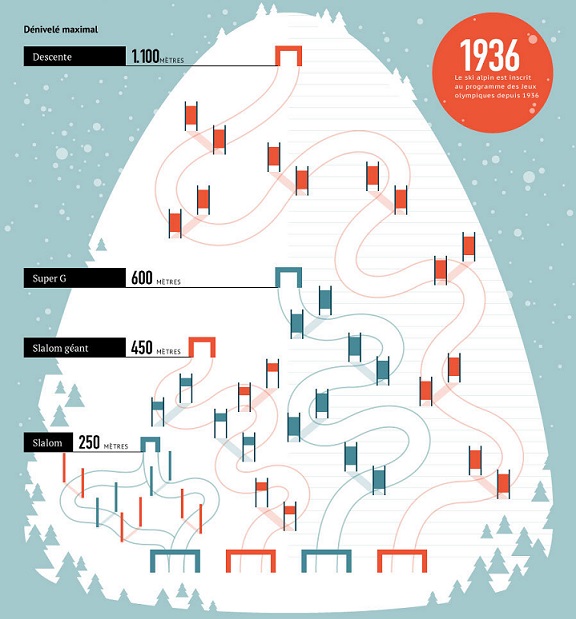 Dénivelé maximal
Descente 1.100 MÈTRES
1936
Le ski alpin est inscrit
au programme des Jeux
olympiques depuis 1936
Super G 600 MÈTRES
Slalom géant 450 MÈTRES
Slalom 250 MÈTRES